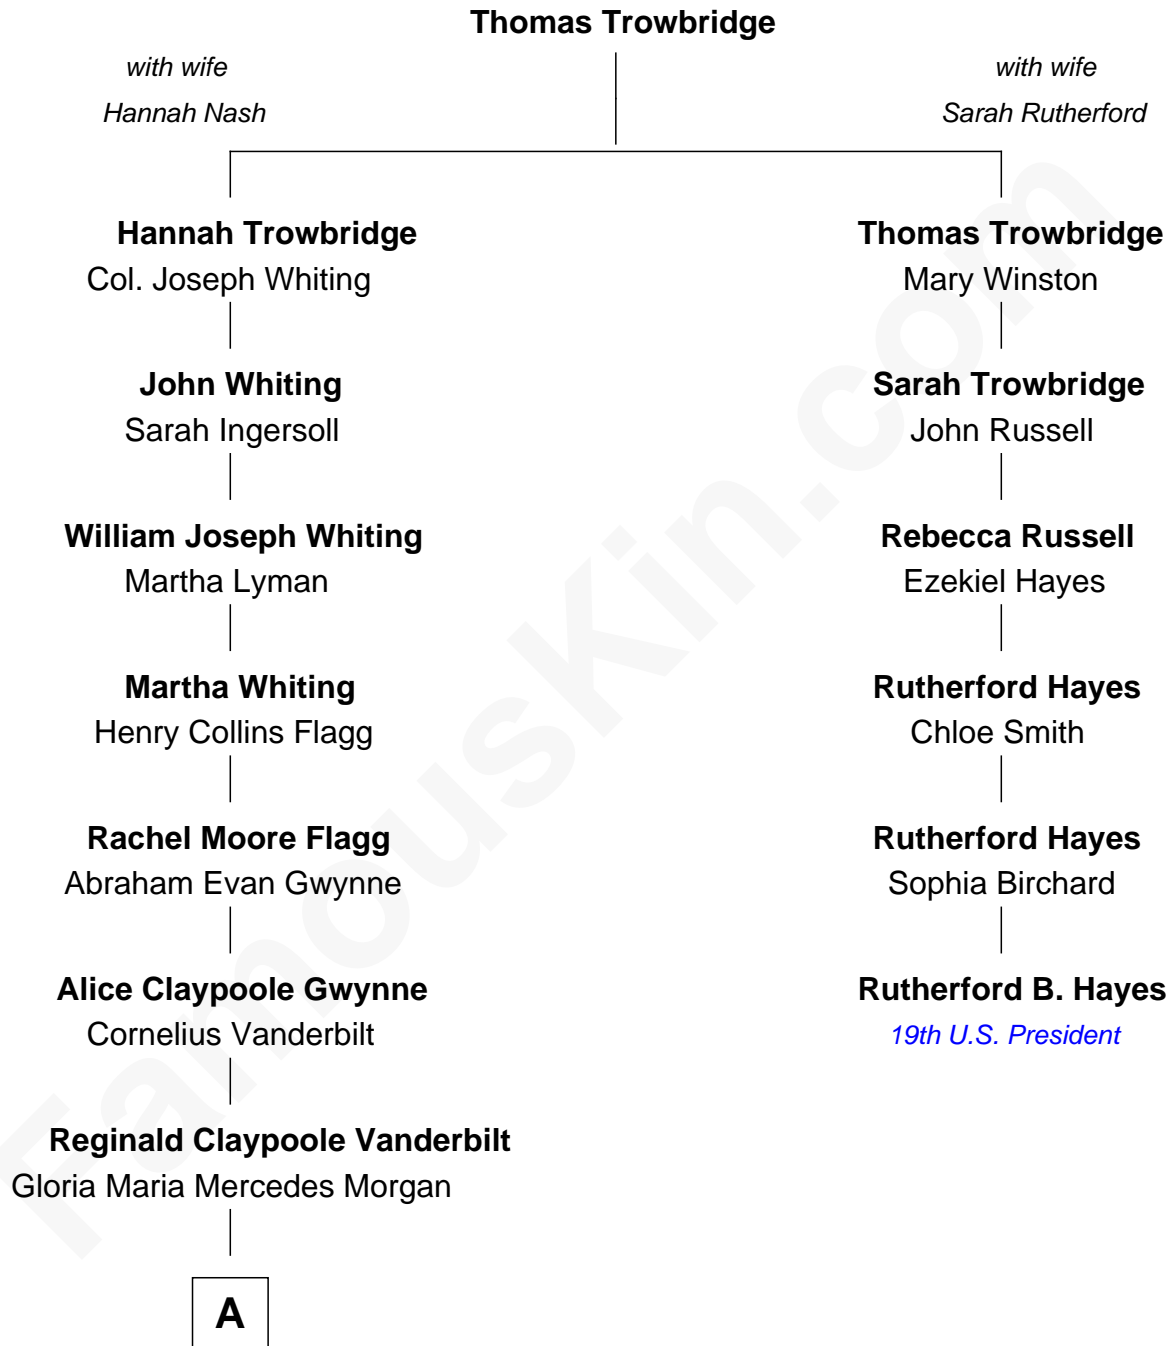 Thomas Trowbridge
with wife
Hannah Nash
with wife
Sarah Rutherford
Hannah Trowbridge
Col. Joseph Whiting
Thomas Trowbridge
Mary Winston
John Whiting
Sarah Ingersoll
Sarah Trowbridge
John Russell
William Joseph Whiting
Martha Lyman
Rebecca Russell
Ezekiel Hayes
Martha Whiting
Henry Collins Flagg
Rutherford Hayes
Chloe Smith
Rachel Moore Flagg
Abraham Evan Gwynne
Rutherford Hayes
Sophia Birchard
Alice Claypoole Gwynne
Cornelius Vanderbilt
Rutherford B. Hayes
19th U.S. President
Reginald Claypoole Vanderbilt
Gloria Maria Mercedes Morgan
A
FamousKin.com